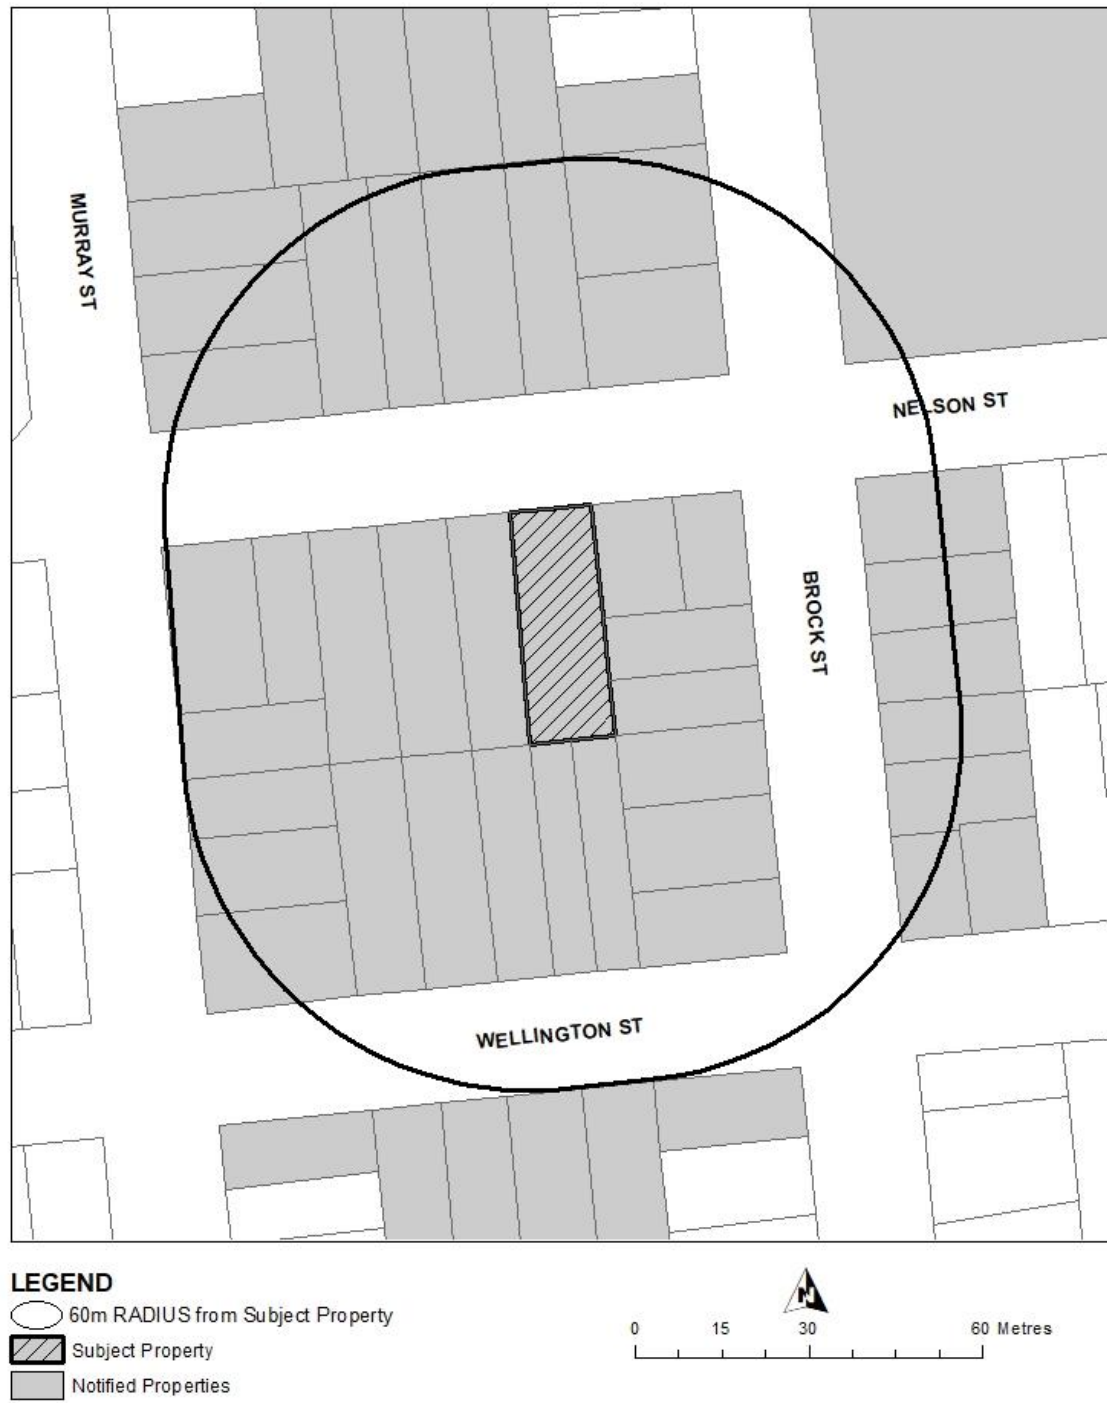 MURRAY ST
NELSON ST
BROCK ST
WELLINGTON ST
LEGEND
60m RADIUS from Subject Property
Subject Property
Notified Properties
N
0 15 30 60 Metres